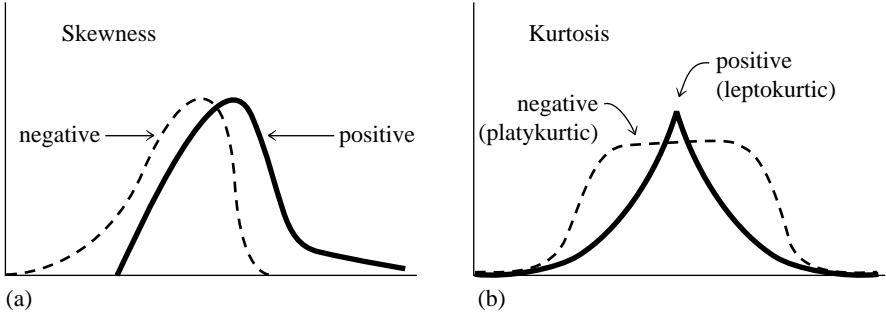 Skewness
negative
positive
(a)
Kurtosis
positive
(leptokurtic)
negative
(platykurtic)
(b)